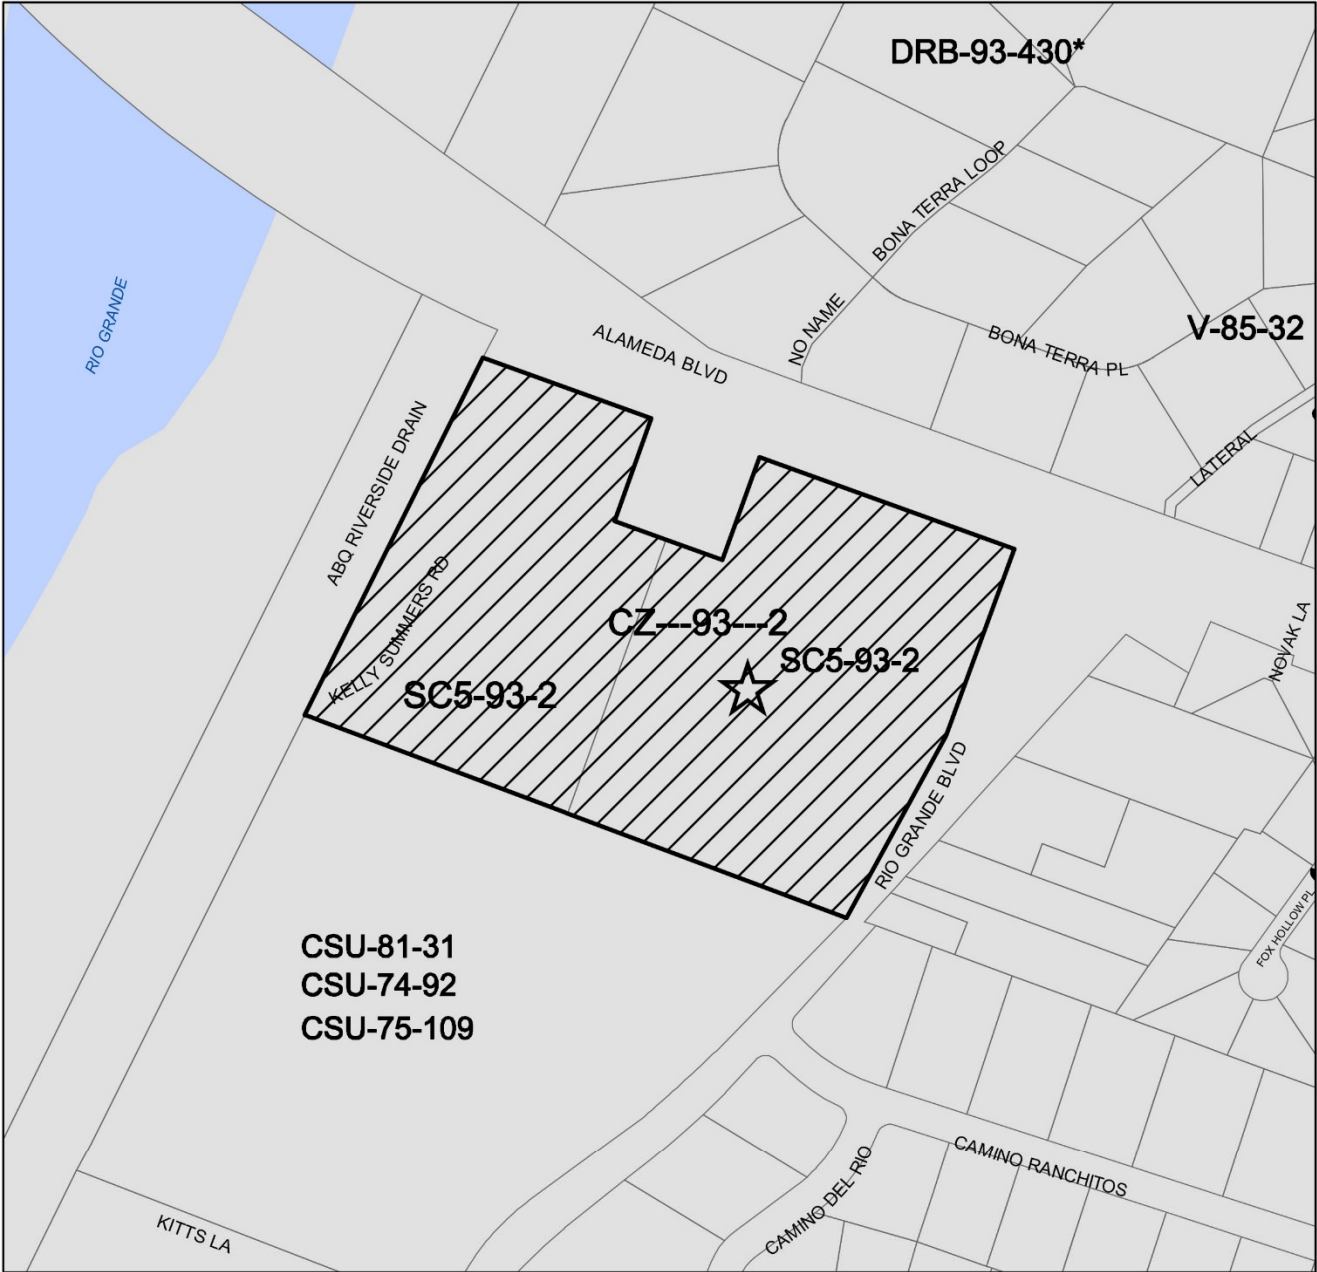 DRB-93-430*
BONA TERRA LOOP
RIO GRANDE
NO NAME
V-85-32
ALAMEDA BLVD
BONA TERRA PL
LATERAL
ABQ RIVERSIDE DRAIN
KELLY SUMMERS RD
CZ---93---2
SC5-93-2
SC5-93-2
NOVAK LA
RIO GRANDE BLVD
FOX HOLLOW PL
CSU-81-31
CSU-74-92
CSU-75-109
CAMINO RANCHITOS
CAMINO DEL RIO
KITTS LA